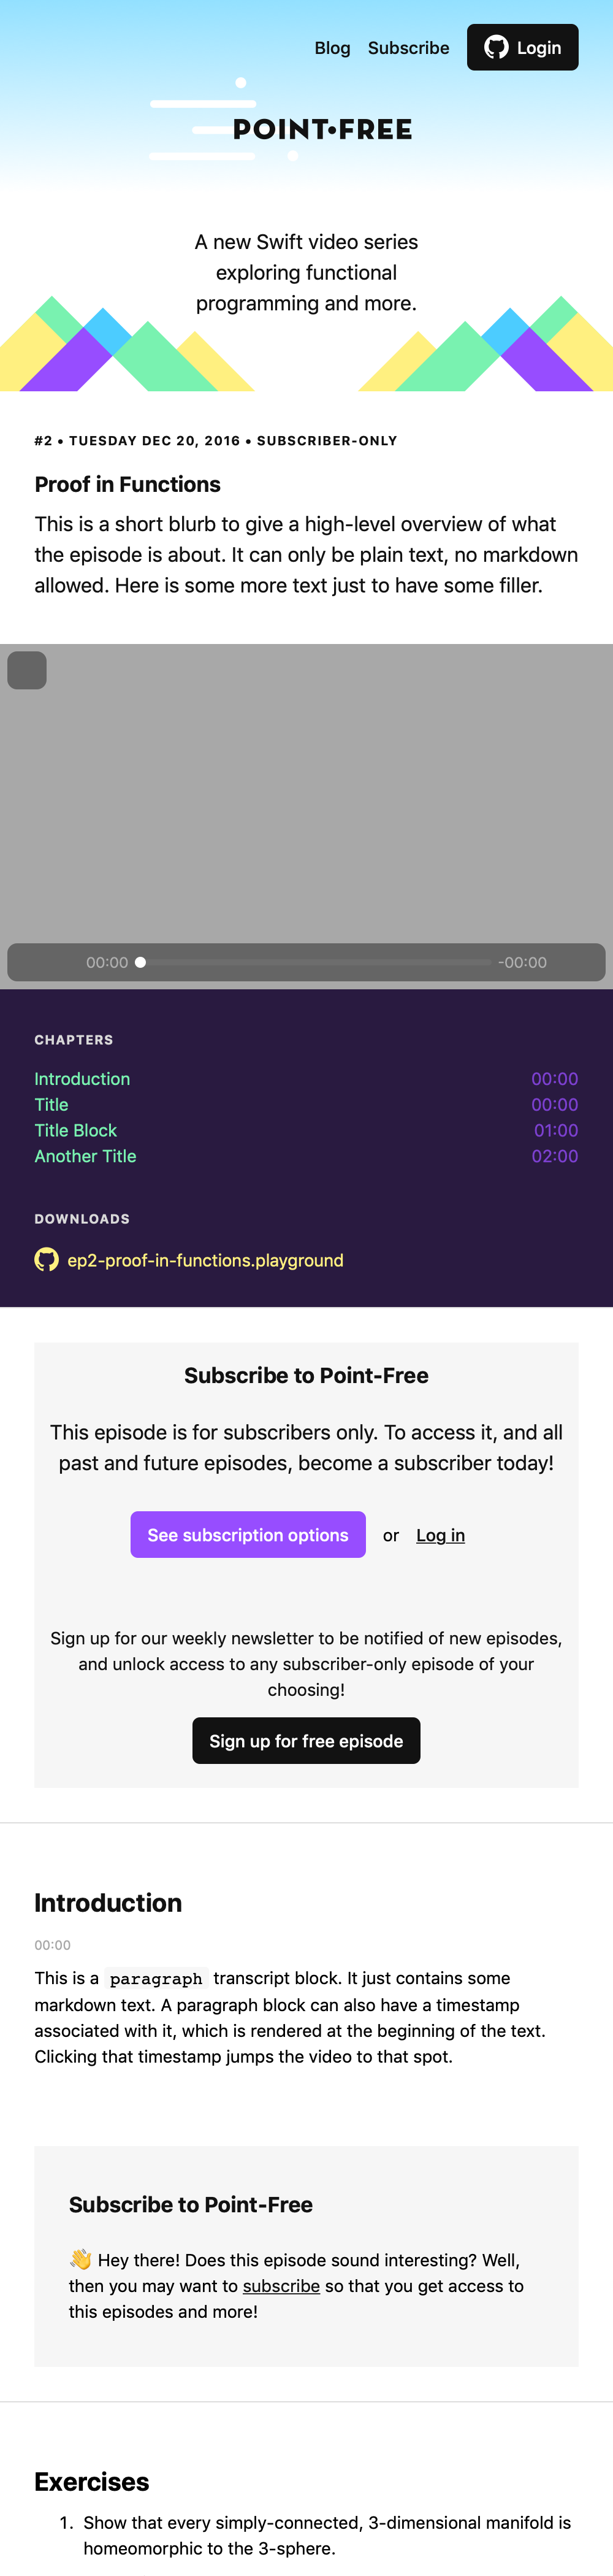 Blog Subscribe Login
POINT•FREE
A new Swift video series
exploring functional
programming and more.
#2 • TUESDAY DEC 20, 2016 • SUBSCRIBER-ONLY
Proof in Functions
This is a short blurb to give a high-level overview of what
the episode is about. It can only be plain text, no markdown
allowed. Here is some more text just to have some filler.
00:00 -00:00
CHAPTERS
Introduction 00:00
Title 00:00
Title Block 01:00
Another Title 02:00
DOWNLOADS
ep2-proof-in-functions.playground
Subscribe to Point-Free
This episode is for subscribers only. To access it, and all
past and future episodes, become a subscriber today!
See subscription options or Log in
Sign up for our weekly newsletter to be notified of new episodes,
and unlock access to any subscriber-only episode of your
choosing!
Sign up for free episode
Introduction
00:00
This is a paragraph transcript block. It just contains some
markdown text. A paragraph block can also have a timestamp
associated with it, which is rendered at the beginning of the text.
Clicking that timestamp jumps the video to that spot.
Subscribe to Point-Free
👋 Hey there! Does this episode sound interesting? Well,
then you may want to subscribe so that you get access to
this episodes and more!
Exercises
1. Show that every simply-connected, 3-dimensional manifold is
homeomorphic to the 3-sphere.